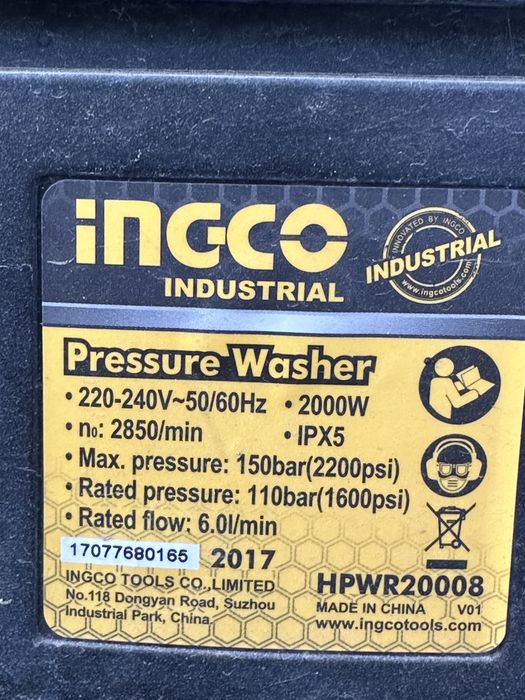 INGCO
INDUSTRIAL
INNOVATED BY INGCO
INDUSTRIAL
www.ingcotools.com
Pressure Washer
• 220-240V~50/60Hz • 2000W
• n₀: 2850/min • IPX5
• Max. pressure: 150bar(2200psi)
• Rated pressure: 110bar(1600psi)
• Rated flow: 6.0l/min
17077680165 2017
INGCO TOOLS CO.,LIMITED
No.118 Dongyan Road, Suzhou
Industrial Park, China
HPWR20008
MADE IN CHINA V01
www.ingcotools.com